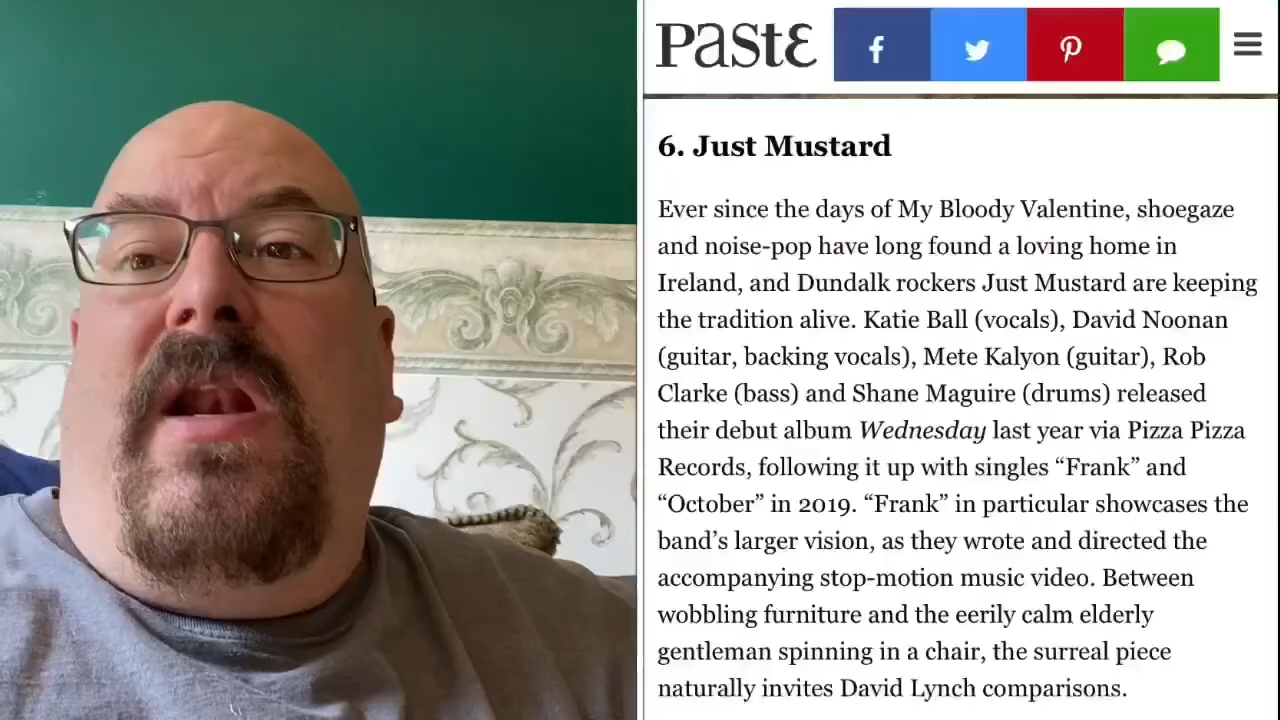 Paste
6. Just Mustard
Ever since the days of My Bloody Valentine, shoegaze
and noise-pop have long found a loving home in
Ireland, and Dundalk rockers Just Mustard are keeping
the tradition alive. Katie Ball (vocals), David Noonan
(guitar, backing vocals), Mete Kalyon (guitar), Rob
Clarke (bass) and Shane Maguire (drums) released
their debut album Wednesday last year via Pizza Pizza
Records, following it up with singles “Frank” and
“October” in 2019. “Frank” in particular showcases the
band’s larger vision, as they wrote and directed the
accompanying stop-motion music video. Between
wobbling furniture and the eerily calm elderly
gentleman spinning in a chair, the surreal piece
naturally invites David Lynch comparisons.